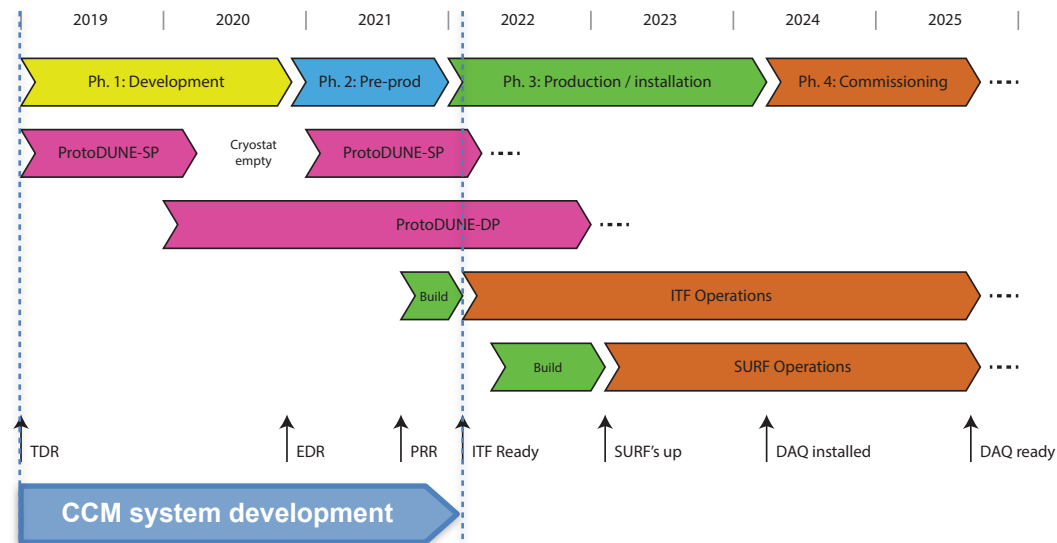 2019 2020 2021 2022 2023 2024 2025
Ph. 1: Development Ph. 2: Pre-prod Ph. 3: Production / installation Ph. 4: Commissioning
ProtoDUNE-SP Cryostat ProtoDUNE-SP
empty
ProtoDUNE-DP
Build ITF Operations
Build SURF Operations
TDR EDR PRR ITF Ready SURF's up DAQ installed DAQ ready
CCM system development